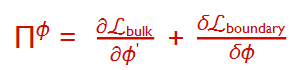 ∏^ϕ = ∂ℒ_bulk / ∂ϕ' + δℒ_boundary / δϕ